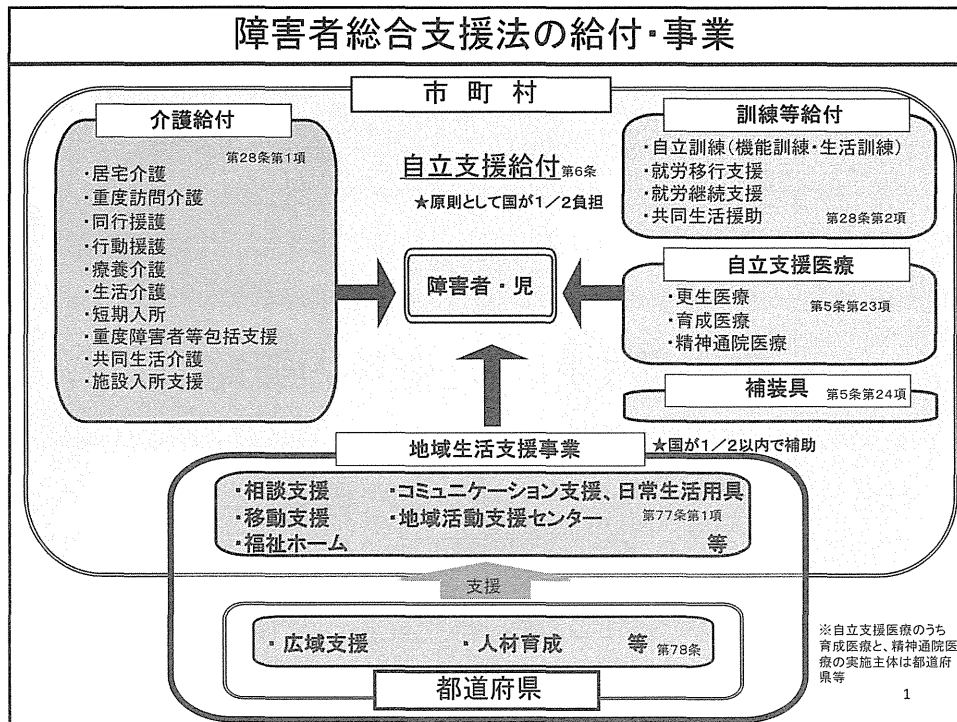 障害者総合支援法の給付・事業
市 町 村
介護給付
第28条第1項
・居宅介護
・重度訪問介護
・同行援護
・行動援護
・療養介護
・生活介護
・短期入所
・重度障害者等包括支援
・共同生活介護
・施設入所支援
自立支援給付 第6条
★原則として国が1/2負担
障害者・児
訓練等給付
・自立訓練(機能訓練・生活訓練)
・就労移行支援
・就労継続支援
・共同生活援助 第28条第2項
自立支援医療
・更生医療 第5条第23項
・育成医療
・精神通院医療
補装具 第5条第24項
地域生活支援事業 ★国が1/2以内で補助
・相談支援 ・コミュニケーション支援、日常生活用具
・移動支援 ・地域活動支援センター 第77条第1項
・福祉ホーム 等
支援
・広域支援 ・人材育成 等 第78条
都道府県
※自立支援医療のうち
育成医療と、精神通院医
療の実施主体は都道府
県等
1